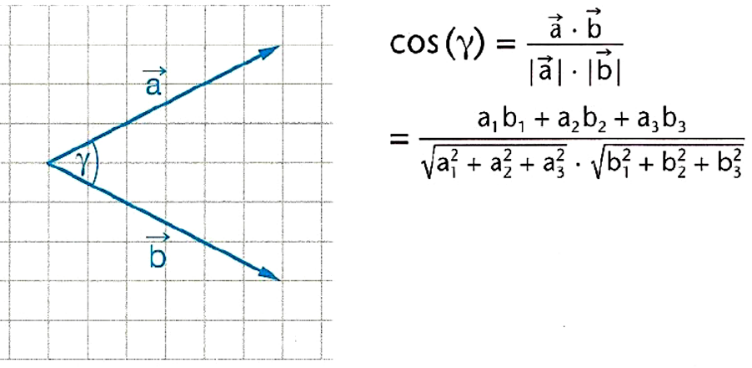 a⃗
γ
b⃗
cos(γ) = (a⃗ · b⃗) / (|a⃗| · |b⃗|)
= (a₁b₁ + a₂b₂ + a₃b₃) / (√(a₁² + a₂² + a₃²) · √(b₁² + b₂² + b₃²))